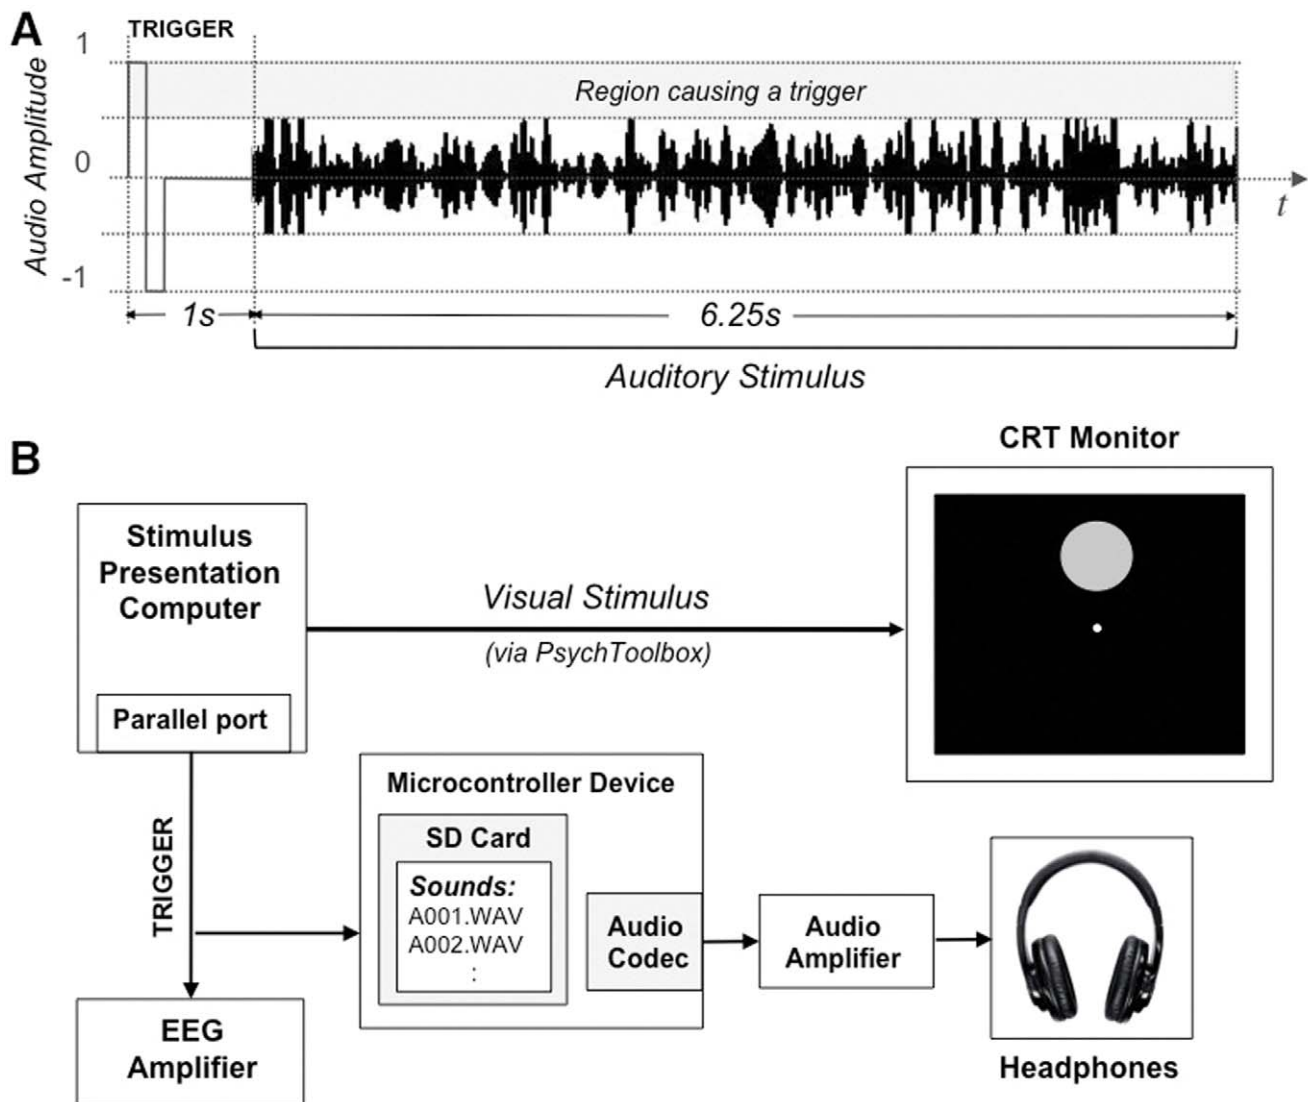 A
TRIGGER
1
Region causing a trigger
Audio Amplitude
0
t
-1
1s
6.25s
Auditory Stimulus
B
CRT Monitor
Stimulus
Presentation
Computer
Visual Stimulus
(via PsychToolbox)
Parallel port
Microcontroller Device
TRIGGER
SD Card
Sounds:
A001.WAV
A002.WAV
:
Audio
Codec
Audio
Amplifier
EEG
Amplifier
Headphones